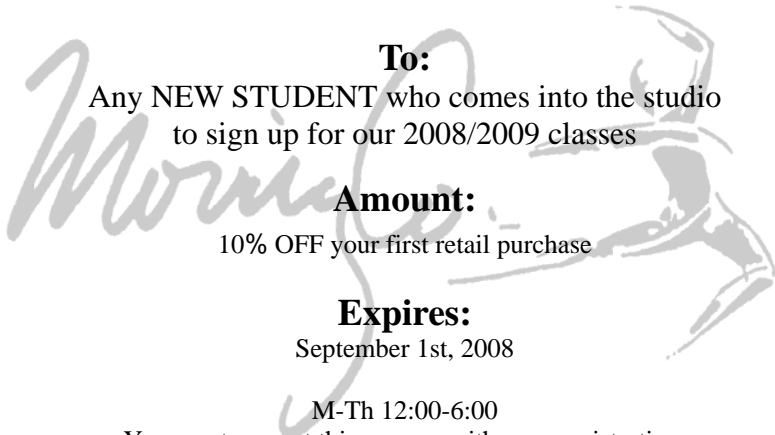 To:
Any NEW STUDENT who comes into the studio
to sign up for our 2008/2009 classes
Amount:
10% OFF your first retail purchase
Expires:
September 1st, 2008
M-Th 12:00-6:00